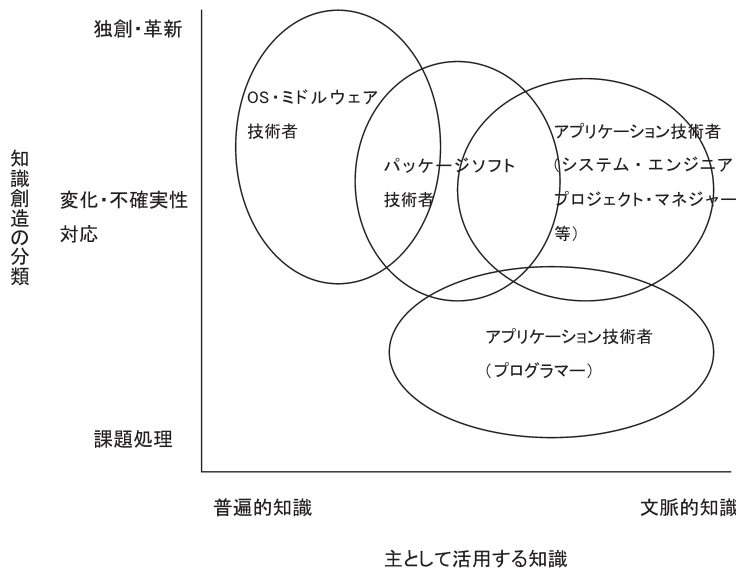 独創・革新
OS・ミドルウェア
技術者
アプリケーション技術者
(システム・エンジニア
プロジェクト・マネジャー
等)
パッケージソフト
技術者
知識創造の分類
変化・不確実性
対応
アプリケーション技術者
(プログラマー)
課題処理
普遍的知識
文脈的知識
主として活用する知識